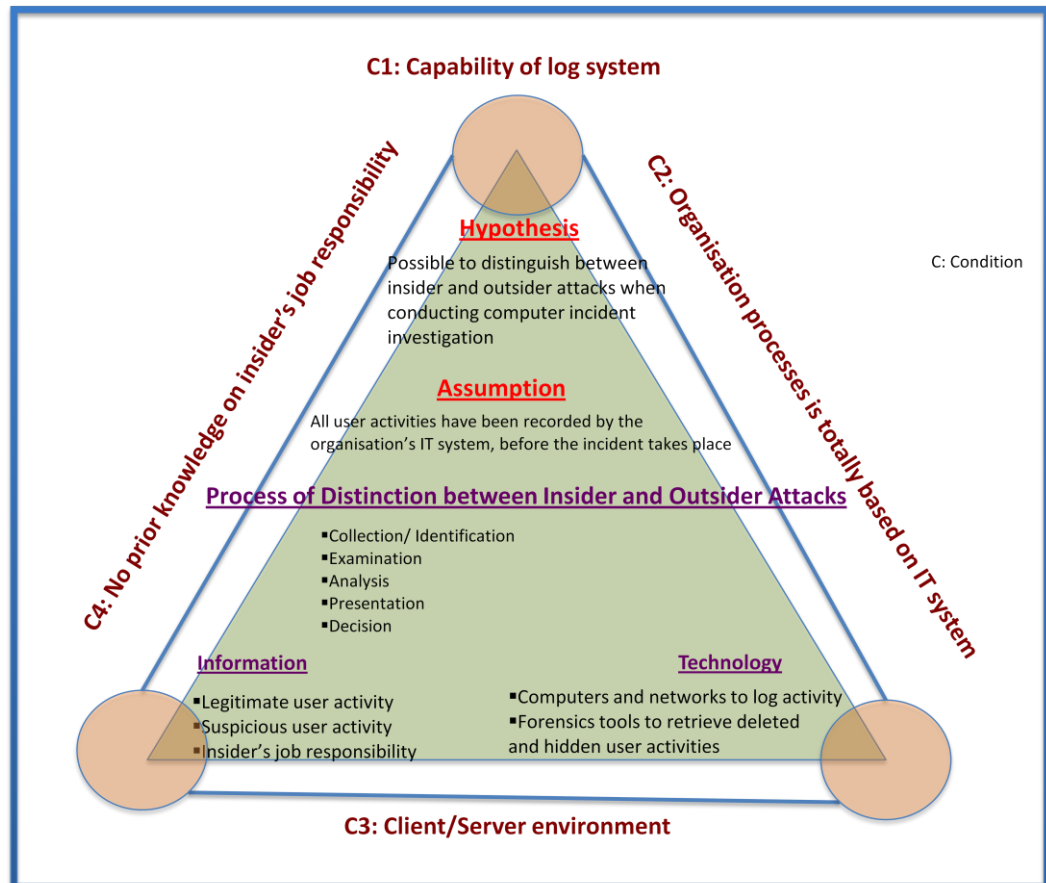 C1: Capability of log system
C4: No prior knowledge on insider's job responsibility
C2: Organisation processes is totally based on IT system
C: Condition
Hypothesis
Possible to distinguish between
insider and outsider attacks when
conducting computer incident
investigation
Assumption
All user activities have been recorded by the
organisation's IT system, before the incident takes place
Process of Distinction between Insider and Outsider Attacks
▪Collection/ Identification
▪Examination
▪Analysis
▪Presentation
▪Decision
Information
▪Legitimate user activity
▪Suspicious user activity
▪Insider's job responsibility
Technology
▪Computers and networks to log activity
▪Forensics tools to retrieve deleted
and hidden user activities
C3: Client/Server environment